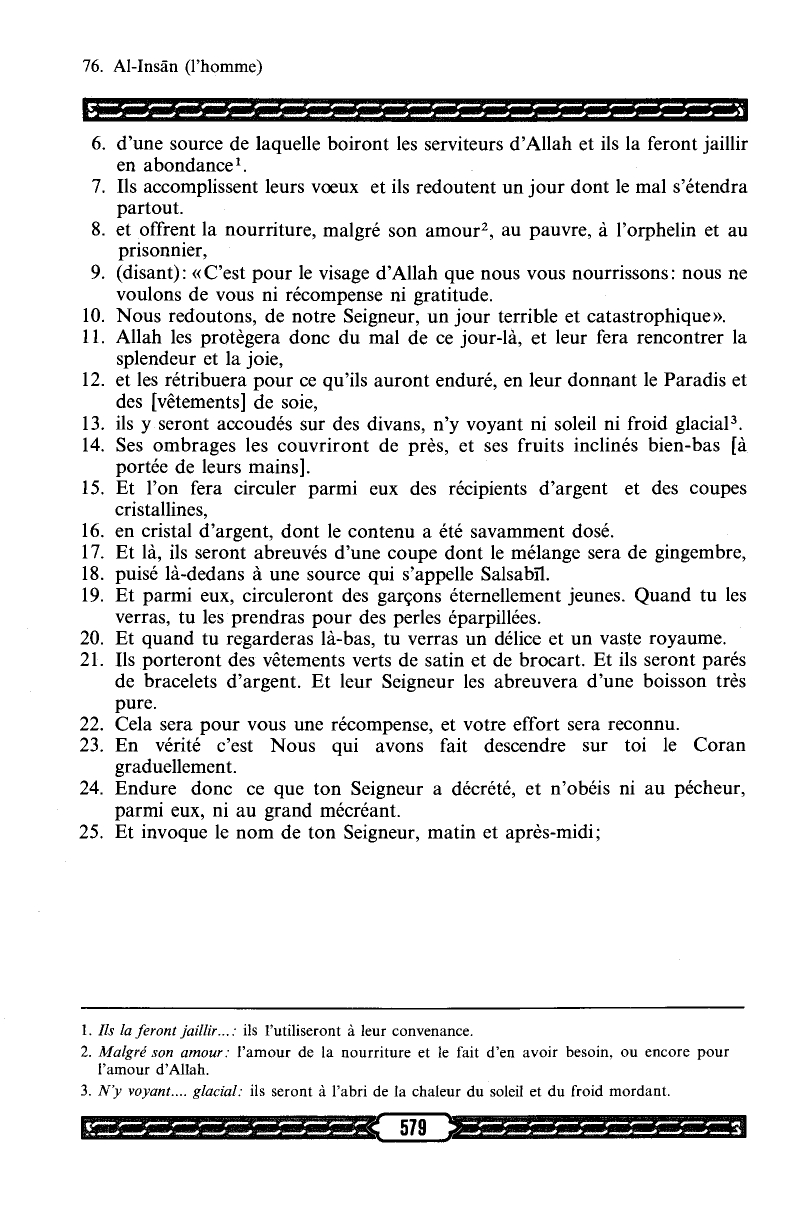 76. Al-Insān (l'homme)
6. d'une source de laquelle boiront les serviteurs d'Allah et ils la feront jaillir
en abondance¹.
7. Ils accomplissent leurs vœux et ils redoutent un jour dont le mal s'étendra
partout.
8. et offrent la nourriture, malgré son amour², au pauvre, à l'orphelin et au
prisonnier,
9. (disant): «C'est pour le visage d'Allah que nous vous nourrissons: nous ne
voulons de vous ni récompense ni gratitude.
10. Nous redoutons, de notre Seigneur, un jour terrible et catastrophique».
11. Allah les protègera donc du mal de ce jour-là, et leur fera rencontrer la
splendeur et la joie,
12. et les rétribuera pour ce qu'ils auront enduré, en leur donnant le Paradis et
des [vêtements] de soie,
13. ils y seront accoudés sur des divans, n'y voyant ni soleil ni froid glacial³.
14. Ses ombrages les couvriront de près, et ses fruits inclinés bien-bas [à
portée de leurs mains].
15. Et l'on fera circuler parmi eux des récipients d'argent et des coupes
cristallines,
16. en cristal d'argent, dont le contenu a été savamment dosé.
17. Et là, ils seront abreuvés d'une coupe dont le mélange sera de gingembre,
18. puisé là-dedans à une source qui s'appelle Salsabīl.
19. Et parmi eux, circuleront des garçons éternellement jeunes. Quand tu les
verras, tu les prendras pour des perles éparpillées.
20. Et quand tu regarderas là-bas, tu verras un délice et un vaste royaume.
21. Ils porteront des vêtements verts de satin et de brocart. Et ils seront parés
de bracelets d'argent. Et leur Seigneur les abreuvera d'une boisson très
pure.
22. Cela sera pour vous une récompense, et votre effort sera reconnu.
23. En vérité c'est Nous qui avons fait descendre sur toi le Coran
graduellement.
24. Endure donc ce que ton Seigneur a décrété, et n'obéis ni au pécheur,
parmi eux, ni au grand mécréant.
25. Et invoque le nom de ton Seigneur, matin et après-midi;
1. Ils la feront jaillir...: ils l'utiliseront à leur convenance.
2. Malgré son amour: l'amour de la nourriture et le fait d'en avoir besoin, ou encore pour
l'amour d'Allah.
3. N'y voyant.... glacial: ils seront à l'abri de la chaleur du soleil et du froid mordant.
579